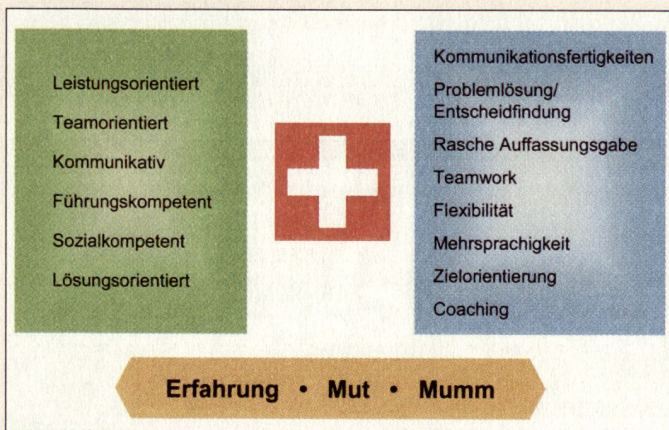 Leistungsorientiert
Teamorientiert
Kommunikativ
Führungskompetent
Sozialkompetent
Lösungsorientiert
Kommunikationsfertigkeiten
Problemlösung/
Entscheidfindung
Rasche Auffassungsgabe
Teamwork
Flexibilität
Mehrsprachigkeit
Zielorientierung
Coaching
Erfahrung • Mut • Mumm